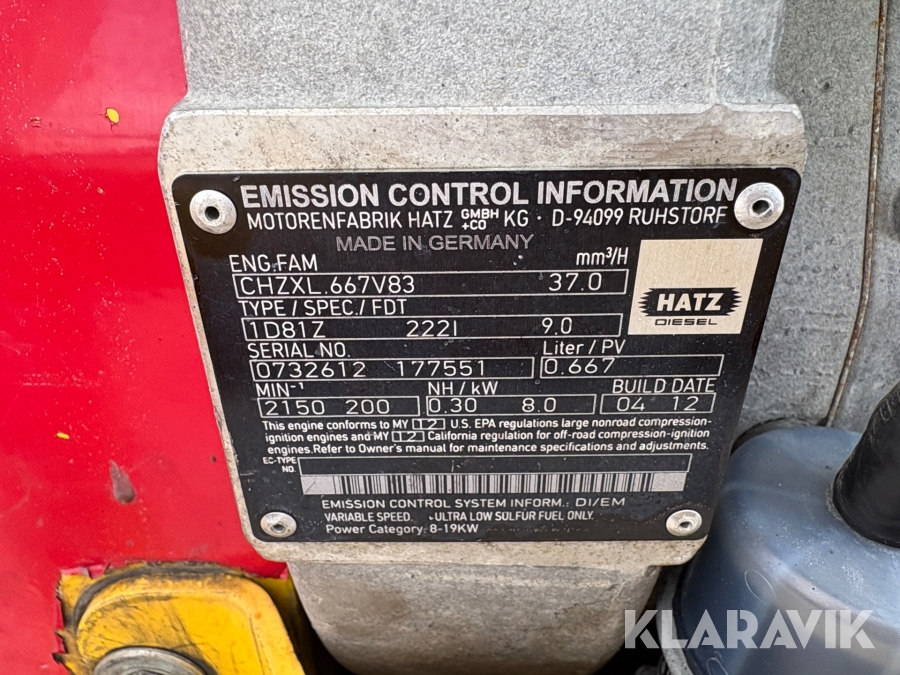 EMISSION CONTROL INFORMATION
MOTORENFABRIK HATZ GMBH +CO KG · D-94099 RUHSTORF
MADE IN GERMANY
ENG.FAM mm³/H
CHZXL.667V83 37.0
TYPE / SPEC./ FDT
1D81Z 222I 9.0
HATZ
DIESEL
SERIAL NO. Liter / PV
0732612 177551 0.667
MIN⁻¹ NH / kW BUILD DATE
2150 200 0.30 8.0 04 12
This engine conforms to MY 12 U.S. EPA regulations large nonroad compression-
ignition engines and MY 12 California regulation for off-road compression-ignition
engines.Refer to Owner's manual for maintenance specifications and adjustments.
EC-TYPE
NO.
EMISSION CONTROL SYSTEM INFORM.: DI/EM
VARIABLE SPEED. •ULTRA LOW SULFUR FUEL ONLY.
Power Category: 8-19KW
KLARAVIK